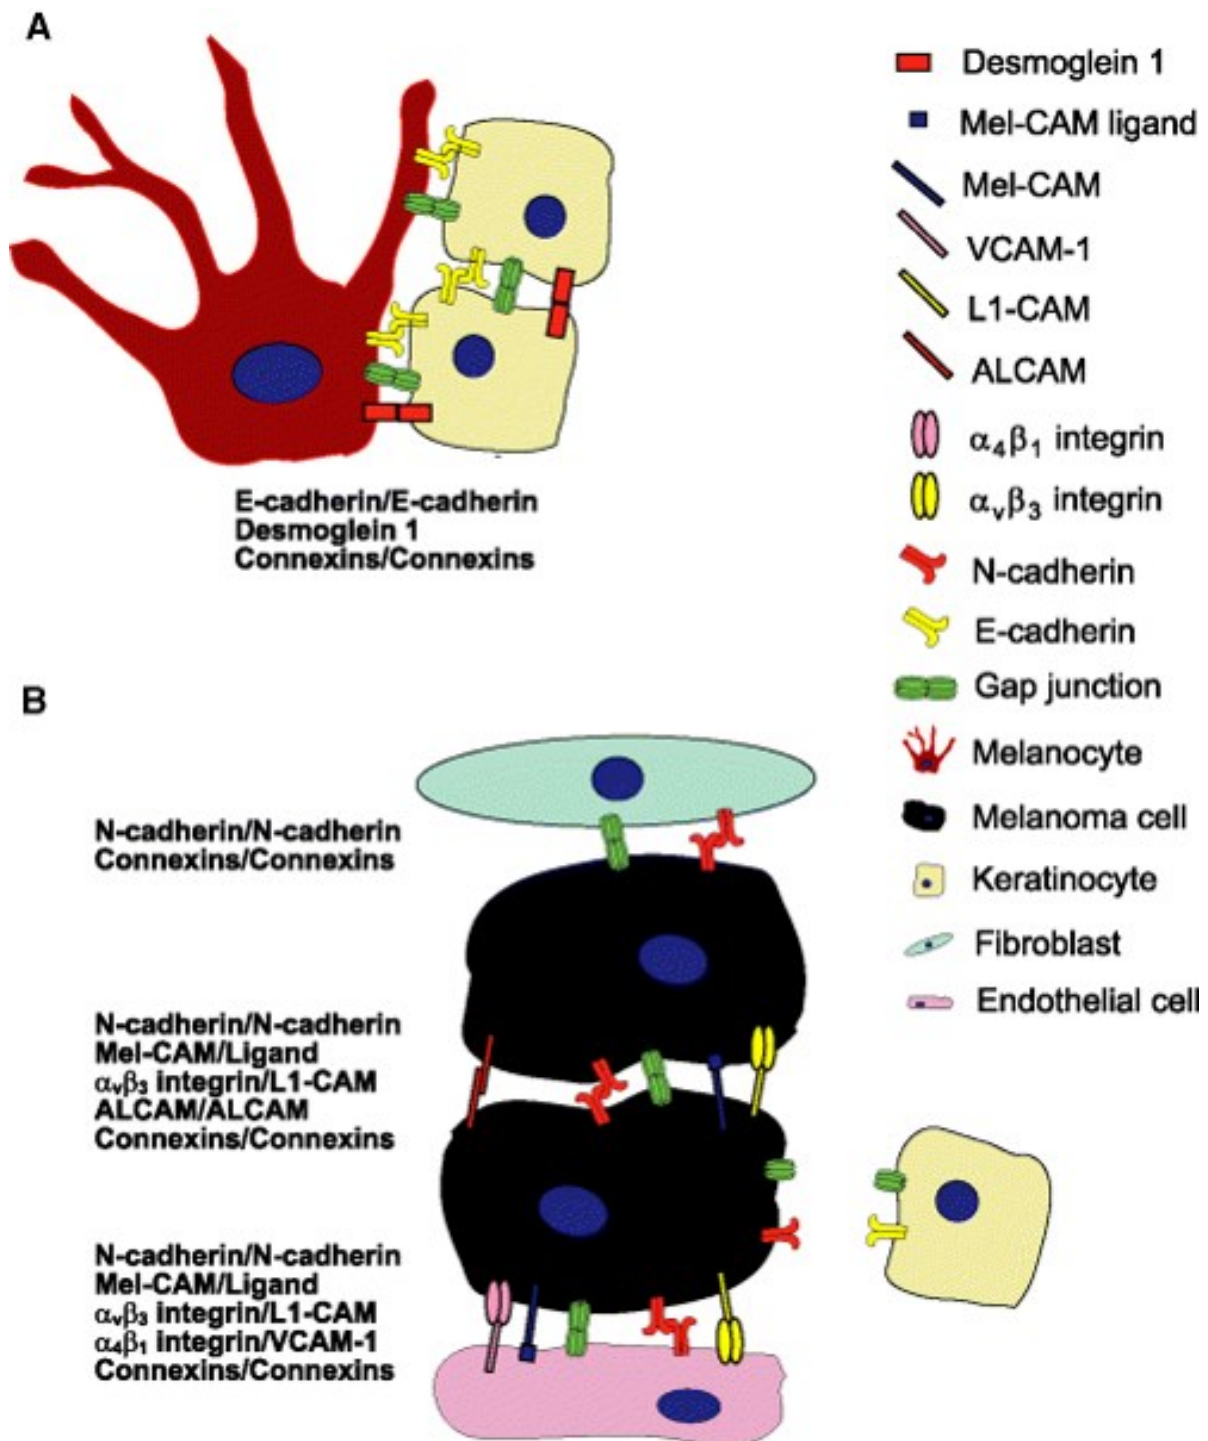 A
E-cadherin/E-cadherin
Desmoglein 1
Connexins/Connexins
Desmoglein 1
Mel-CAM ligand
Mel-CAM
VCAM-1
L1-CAM
ALCAM
α₄β₁ integrin
αᵥβ₃ integrin
N-cadherin
E-cadherin
Gap junction
Melanocyte
Melanoma cell
Keratinocyte
Fibroblast
Endothelial cell
B
N-cadherin/N-cadherin
Connexins/Connexins
N-cadherin/N-cadherin
Mel-CAM/Ligand
αᵥβ₃ integrin/L1-CAM
ALCAM/ALCAM
Connexins/Connexins
N-cadherin/N-cadherin
Mel-CAM/Ligand
αᵥβ₃ integrin/L1-CAM
α₄β₁ integrin/VCAM-1
Connexins/Connexins